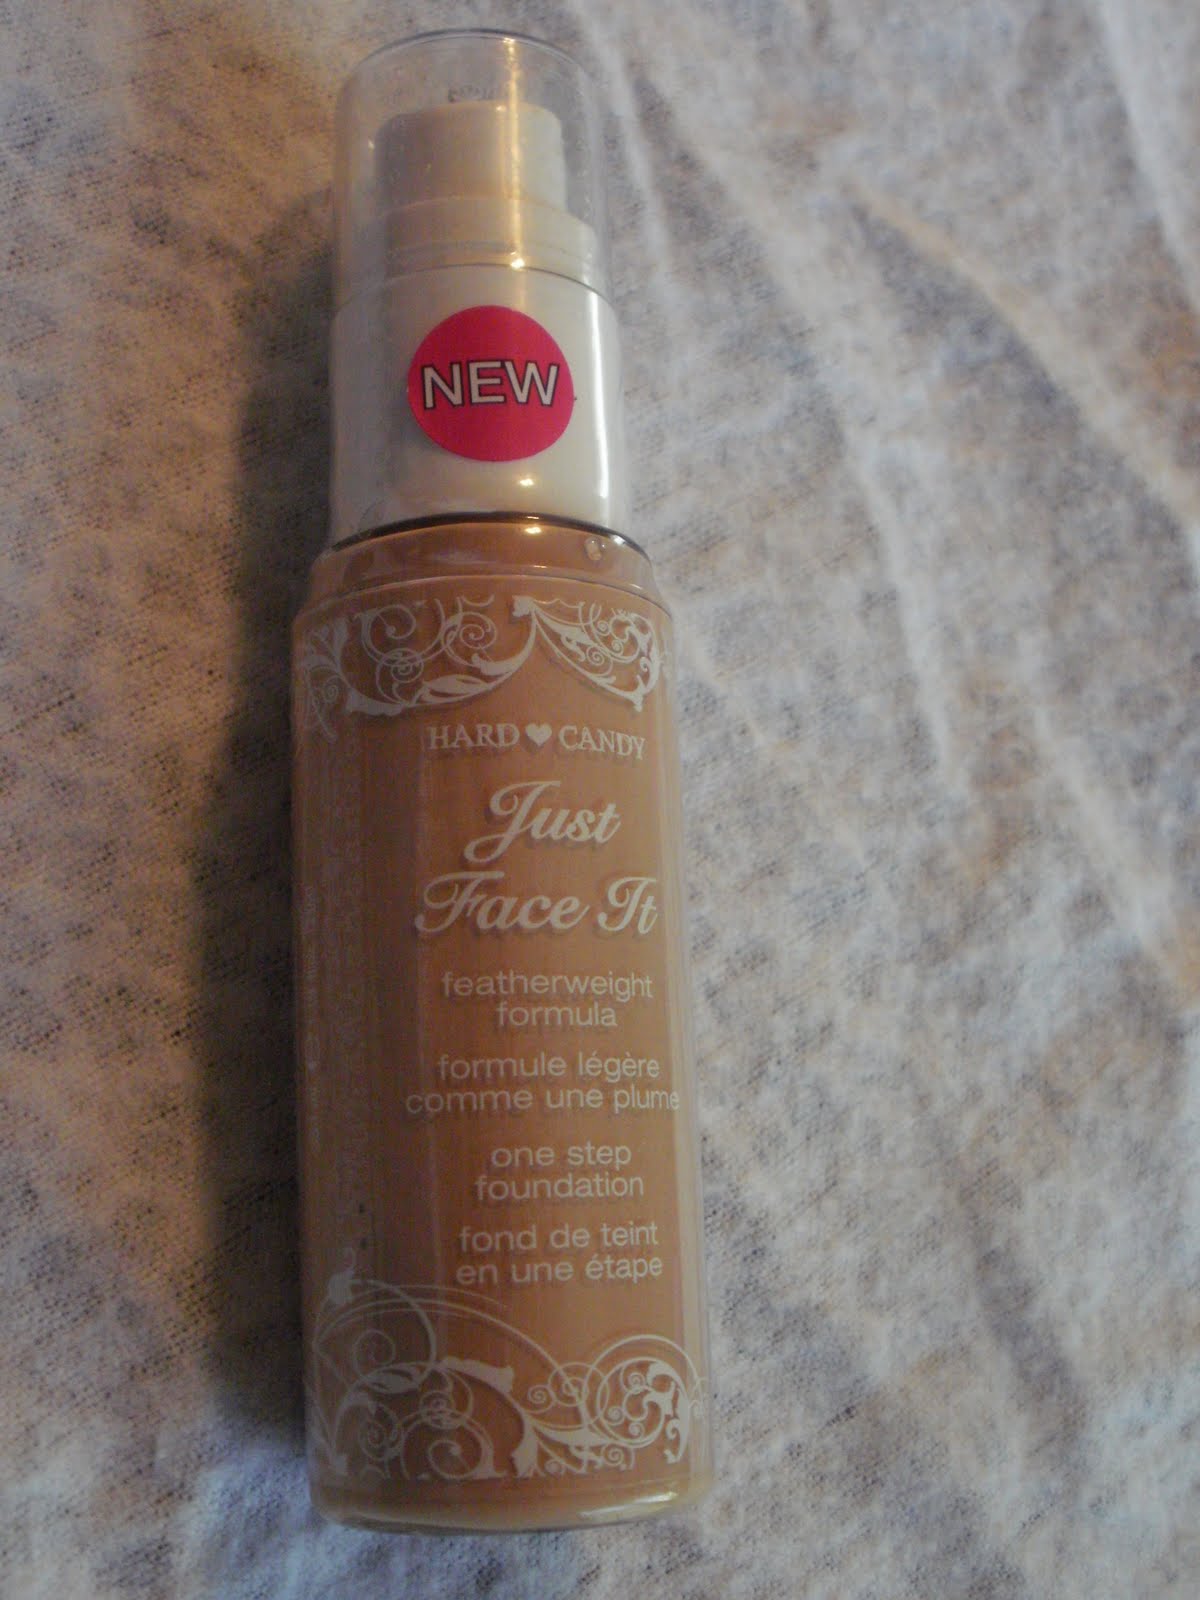 NEW
HARD♥CANDY
Just
Face It
featherweight
formula
formule légère
comme une plume
one step
foundation
fond de teint
en une étape